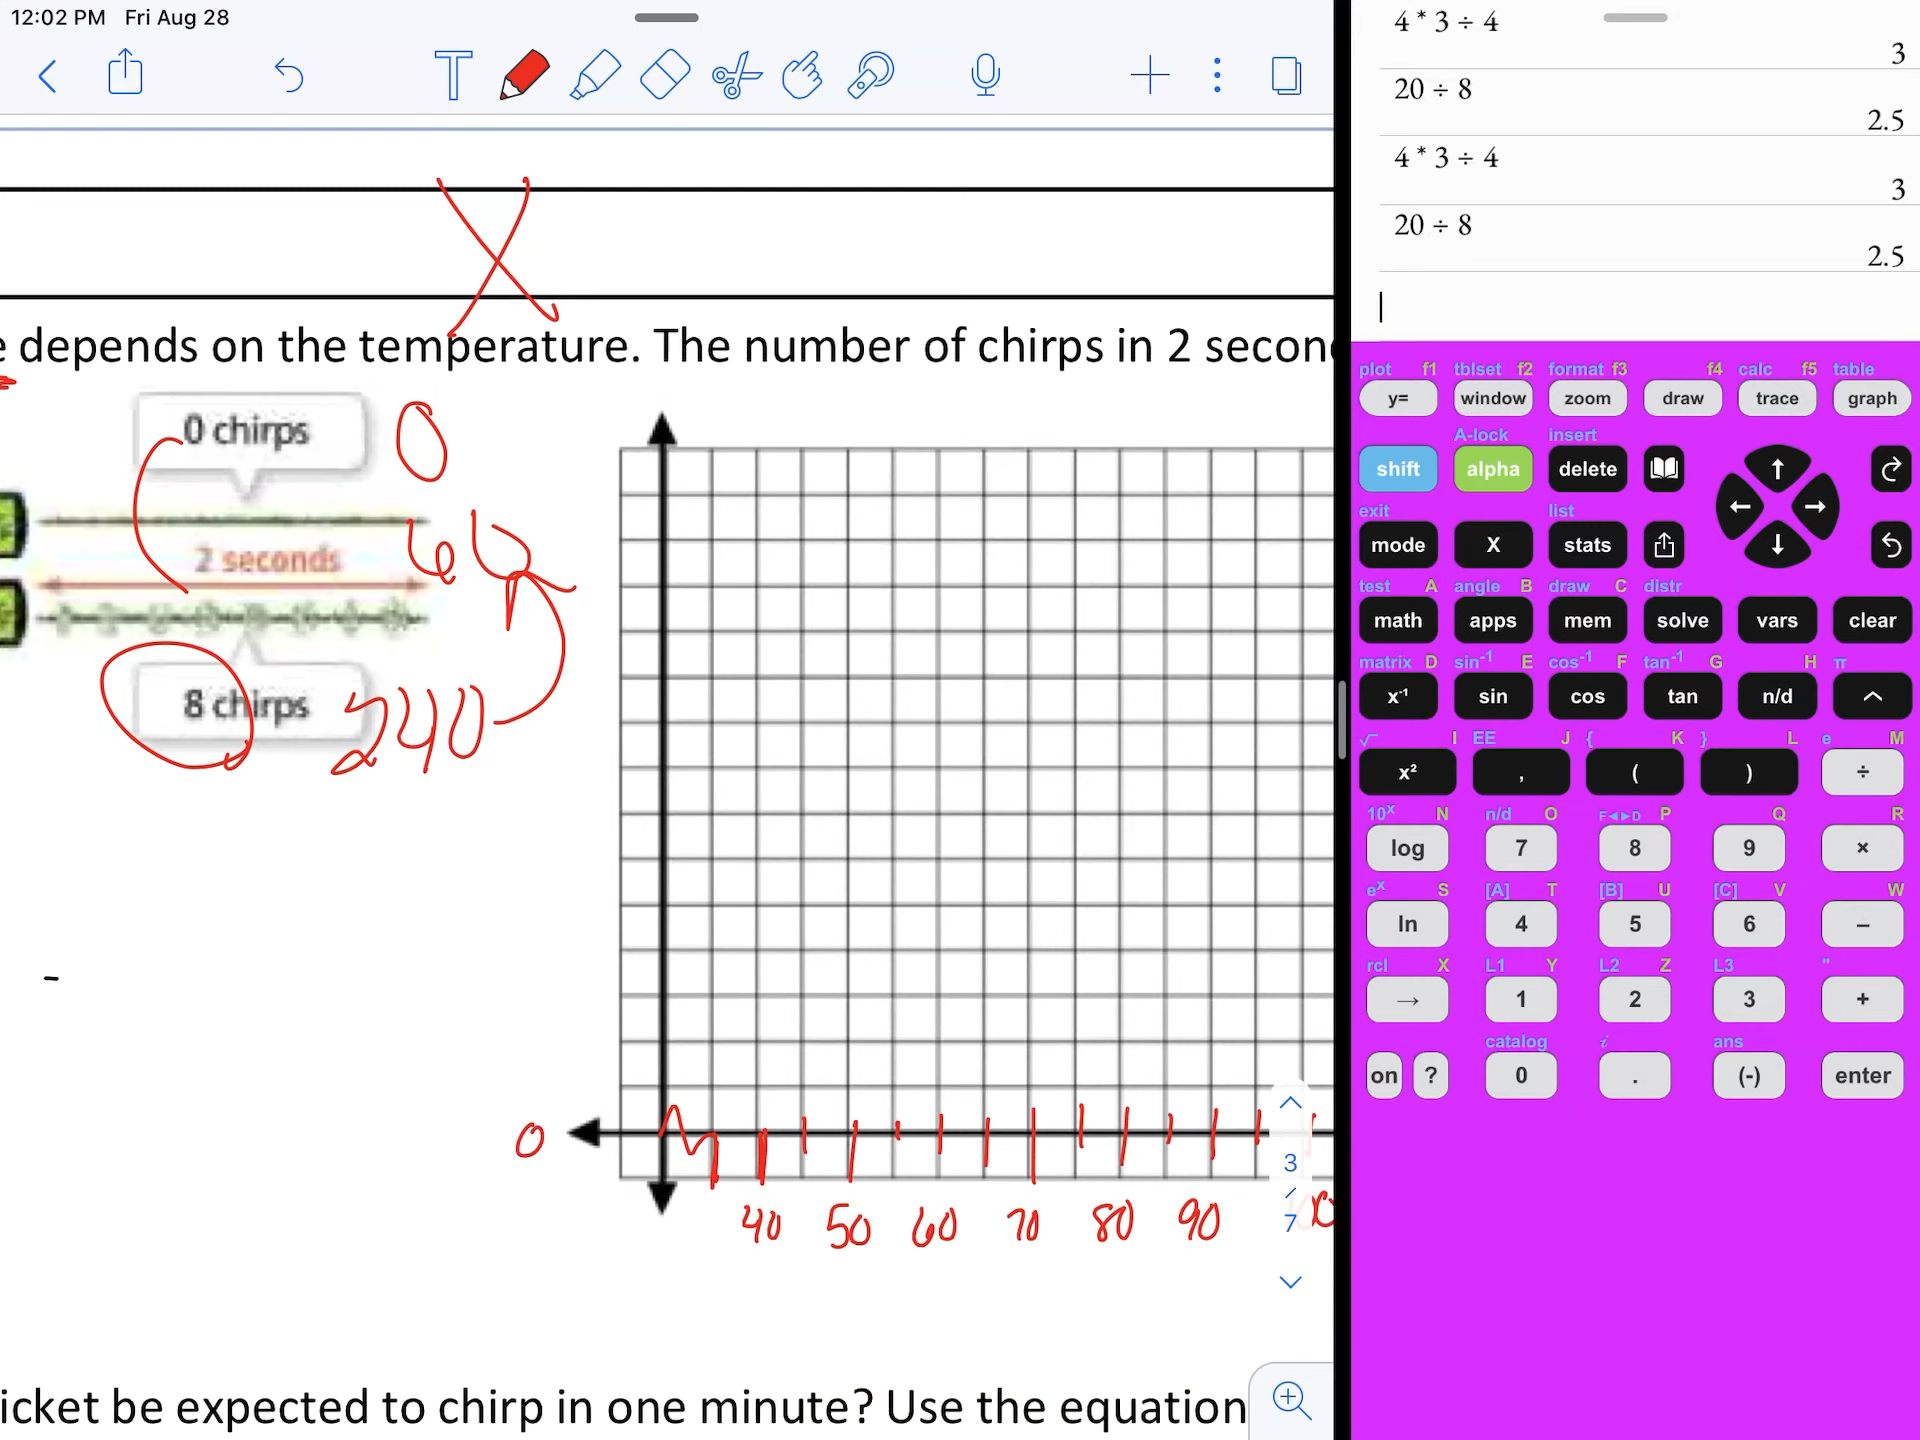 12:02 PM Fri Aug 28
T
X
depends on the temperature. The number of chirps in 2 secon
0 chirps
0
2 seconds
8 chirps
240
0
40 50 60 70 80 90
3
7
icket be expected to chirp in one minute? Use the equation
4 * 3 ÷ 4
3
20 ÷ 8
2.5
4 * 3 ÷ 4
3
20 ÷ 8
2.5
plot f1 tblset f2 format f3 f4 calc f5 table
y= window zoom draw trace graph
A-lock insert
shift alpha delete
exit list
mode X stats
test A angle B draw C distr
math apps mem solve vars clear
matrix D sin⁻¹ E cos⁻¹ F tan⁻¹ G H π
x⁻¹ sin cos tan n/d ^
√ I EE J { K } L e M
x² , ( ) ÷
10ˣ N n/d O F◄►D P Q R
log 7 8 9 ×
eˣ S [A] T [B] U [C] V W
ln 4 5 6 −
rcl X L1 Y L2 Z L3 "
→ 1 2 3 +
catalog i ans
on ? 0 . (-) enter